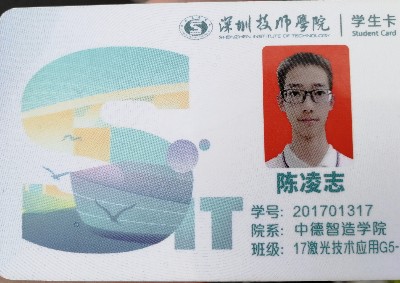 深圳技师学院 学生卡
SHENZHEN INSTITUTE OF TECHNOLOGY Student Card
陈凌志
学号: 201701317
院系: 中德智造学院
班级: 17激光技术应用G5-
SIT